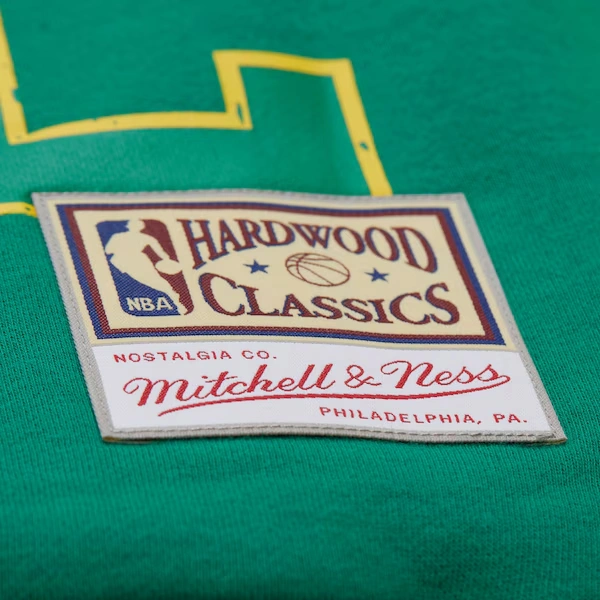 HARDWOOD
CLASSICS
NBA
NOSTALGIA CO.
Mitchell & Ness
PHILADELPHIA, PA.